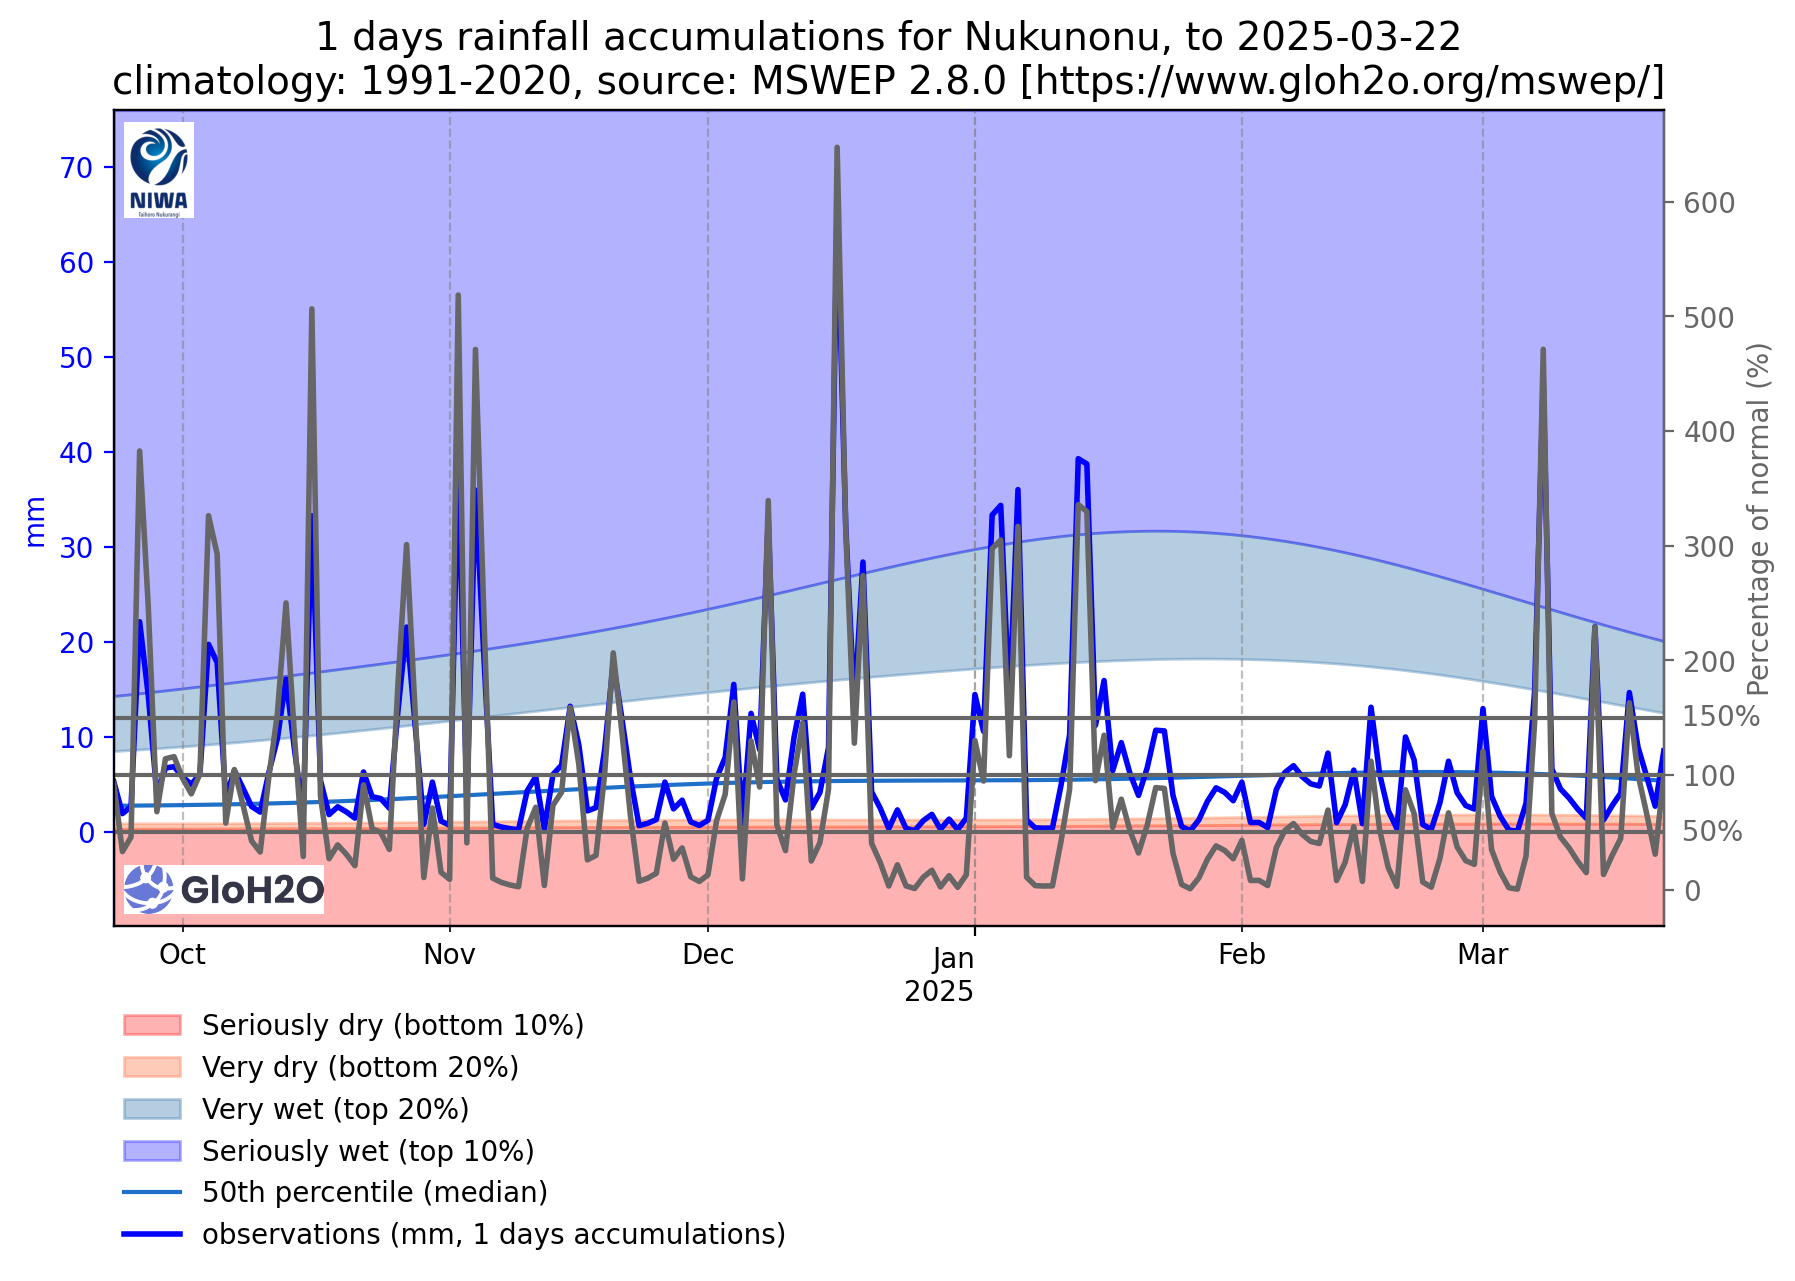 1 days rainfall accumulations for Nukunonu, to 2025-03-22
climatology: 1991-2020, source: MSWEP 2.8.0 [https://www.gloh2o.org/mswep/]
NIWA
Taihoro Nukurangi
70
60
50
40
30
20
10
0
mm
600
500
400
300
200
150%
100
50%
0
Percentage of normal (%)
GloH2O
Oct
Nov
Dec
Jan
2025
Feb
Mar
Seriously dry (bottom 10%)
Very dry (bottom 20%)
Very wet (top 20%)
Seriously wet (top 10%)
50th percentile (median)
observations (mm, 1 days accumulations)